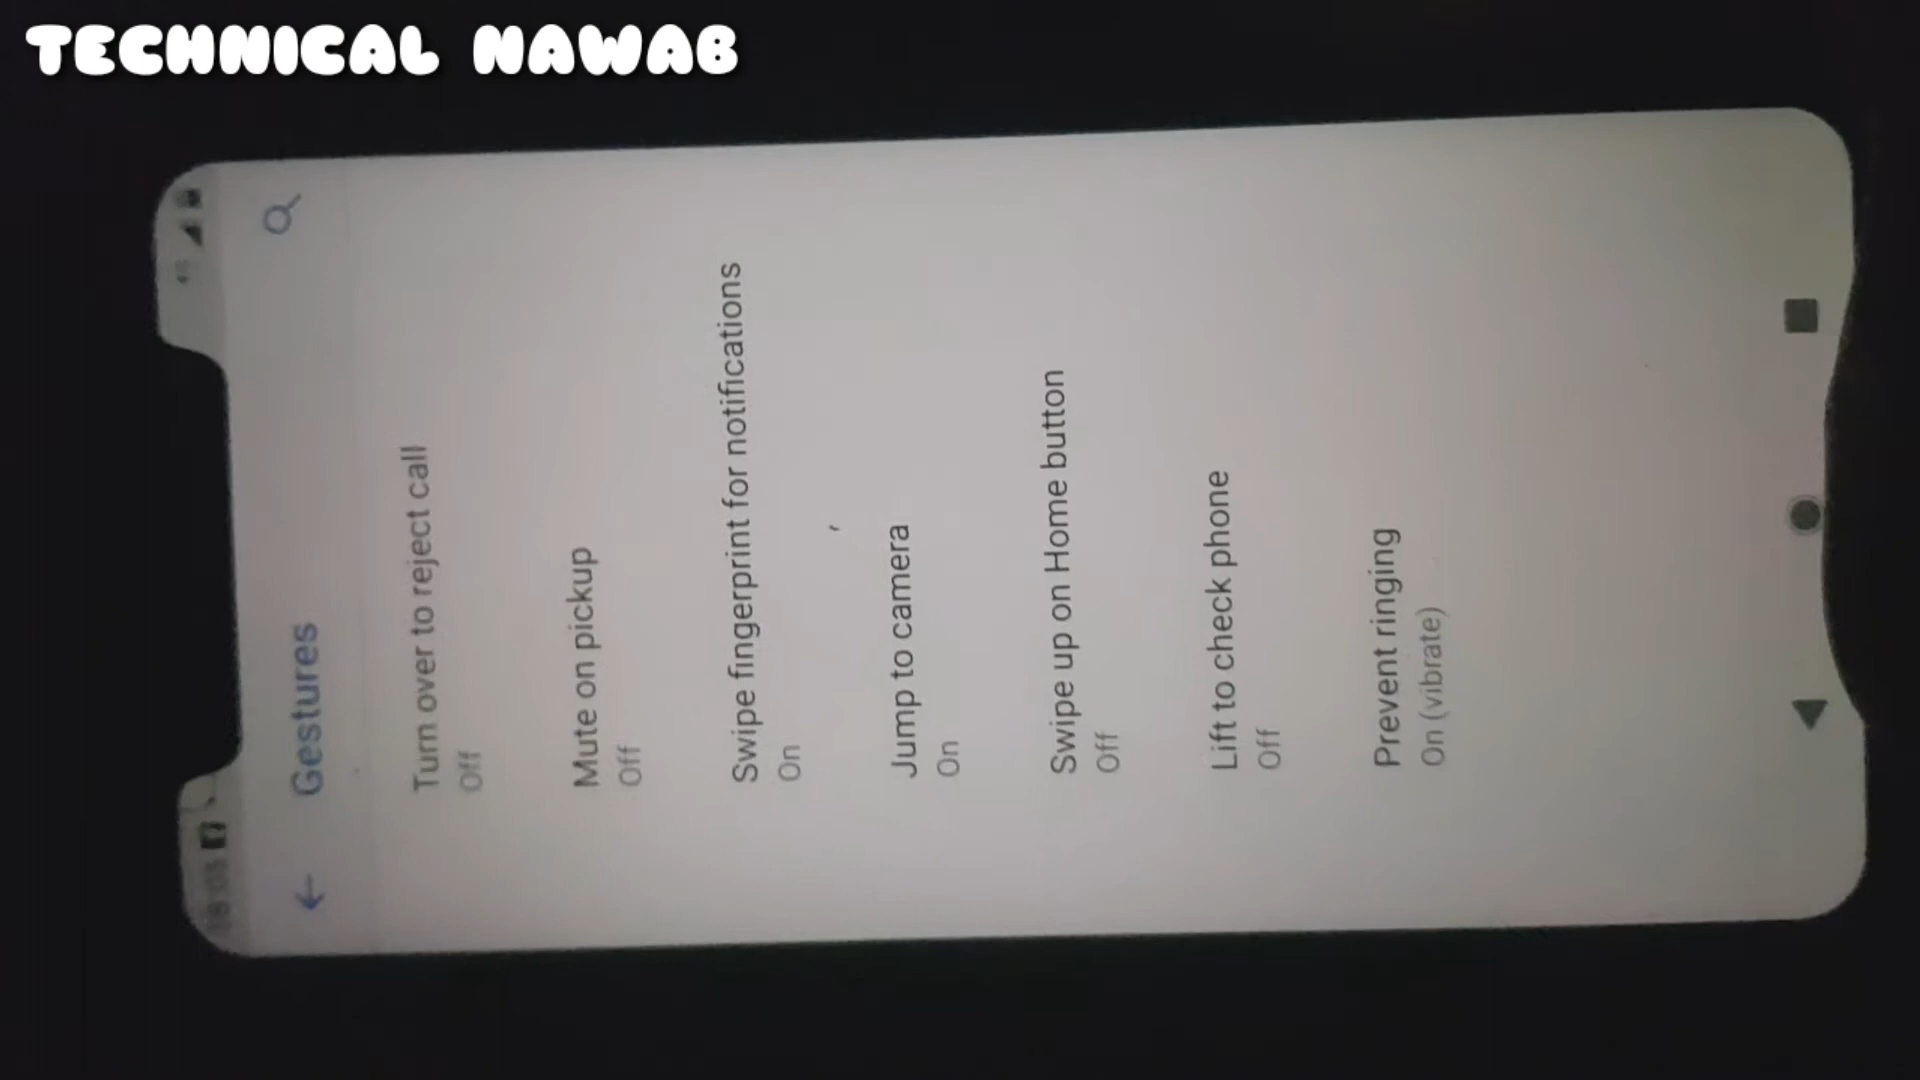 TECHNICAL NAWAB
Gestures
Turn over to reject call
Off
Mute on pickup
Off
Swipe fingerprint for notifications
On
Jump to camera
On
Swipe up on Home button
Off
Lift to check phone
Off
Prevent ringing
On (vibrate)